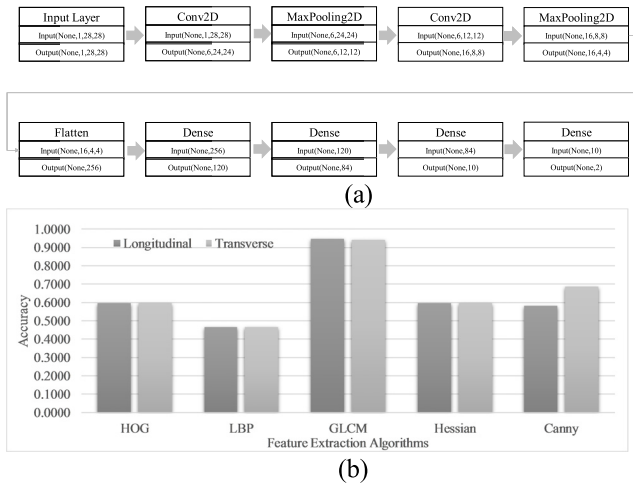 Input Layer Conv2D MaxPooling2D Conv2D MaxPooling2D
Input(None,1,28,28) Input(None,1,28,28) Input(None,6,24,24) Input(None,6,12,12) Input(None,16,8,8)
Output(None,1,28,28) Output(None,6,24,24) Output(None,6,12,12) Output(None,16,8,8) Output(None,16,4,4)
Flatten Dense Dense Dense Dense
Input(None,16,4,4) Input(None,256) Input(None,120) Input(None,84) Input(None,10)
Output(None,256) Output(None,120) Output(None,84) Output(None,10) Output(None,2)
(a)
1.0000
0.9000
0.8000
0.7000
0.6000
0.5000
0.4000
0.3000
0.2000
0.1000
0.0000
Accuracy
Longitudinal Transverse
HOG LBP GLCM Hessian Canny
Feature Extraction Algorithms
(b)